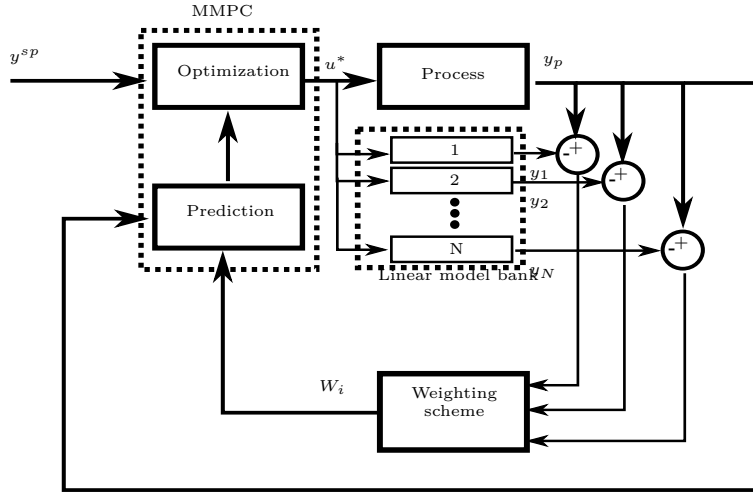 MMPC
y^{sp}
Optimization
u^*
Process
y_p
1
- +
y_1
2
- +
y_2
Prediction
N
- +
Linear model bank
y_N
W_i
Weighting
scheme